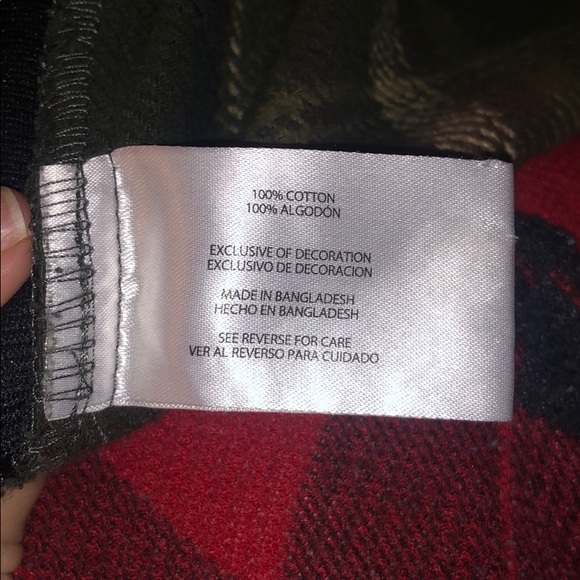 100% COTTON
100% ALGODÓN
EXCLUSIVE OF DECORATION
EXCLUSIVO DE DECORACION
MADE IN BANGLADESH
HECHO EN BANGLADESH
SEE REVERSE FOR CARE
VER AL REVERSO PARA CUIDADO